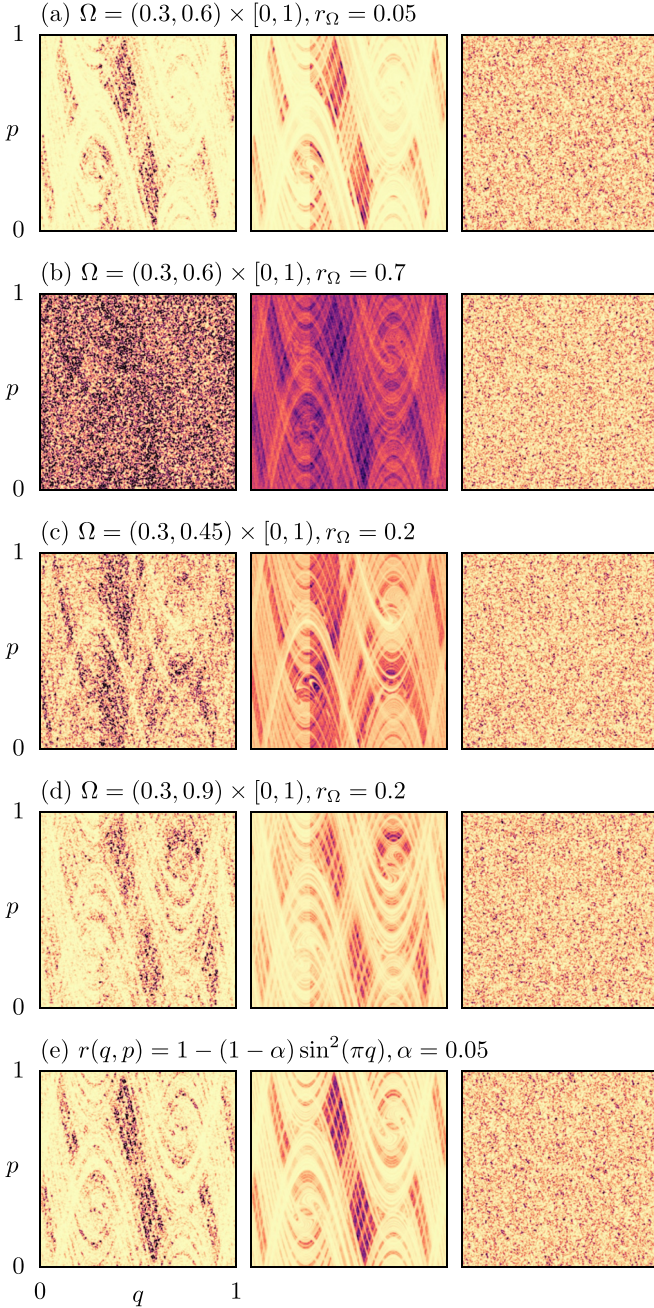 (a) Ω = (0.3, 0.6) × [0, 1), r_Ω = 0.05
1
p
0
(b) Ω = (0.3, 0.6) × [0, 1), r_Ω = 0.7
1
p
0
(c) Ω = (0.3, 0.45) × [0, 1), r_Ω = 0.2
1
p
0
(d) Ω = (0.3, 0.9) × [0, 1), r_Ω = 0.2
1
p
0
(e) r(q, p) = 1 − (1 − α) sin²(πq), α = 0.05
1
p
0
0 q 1